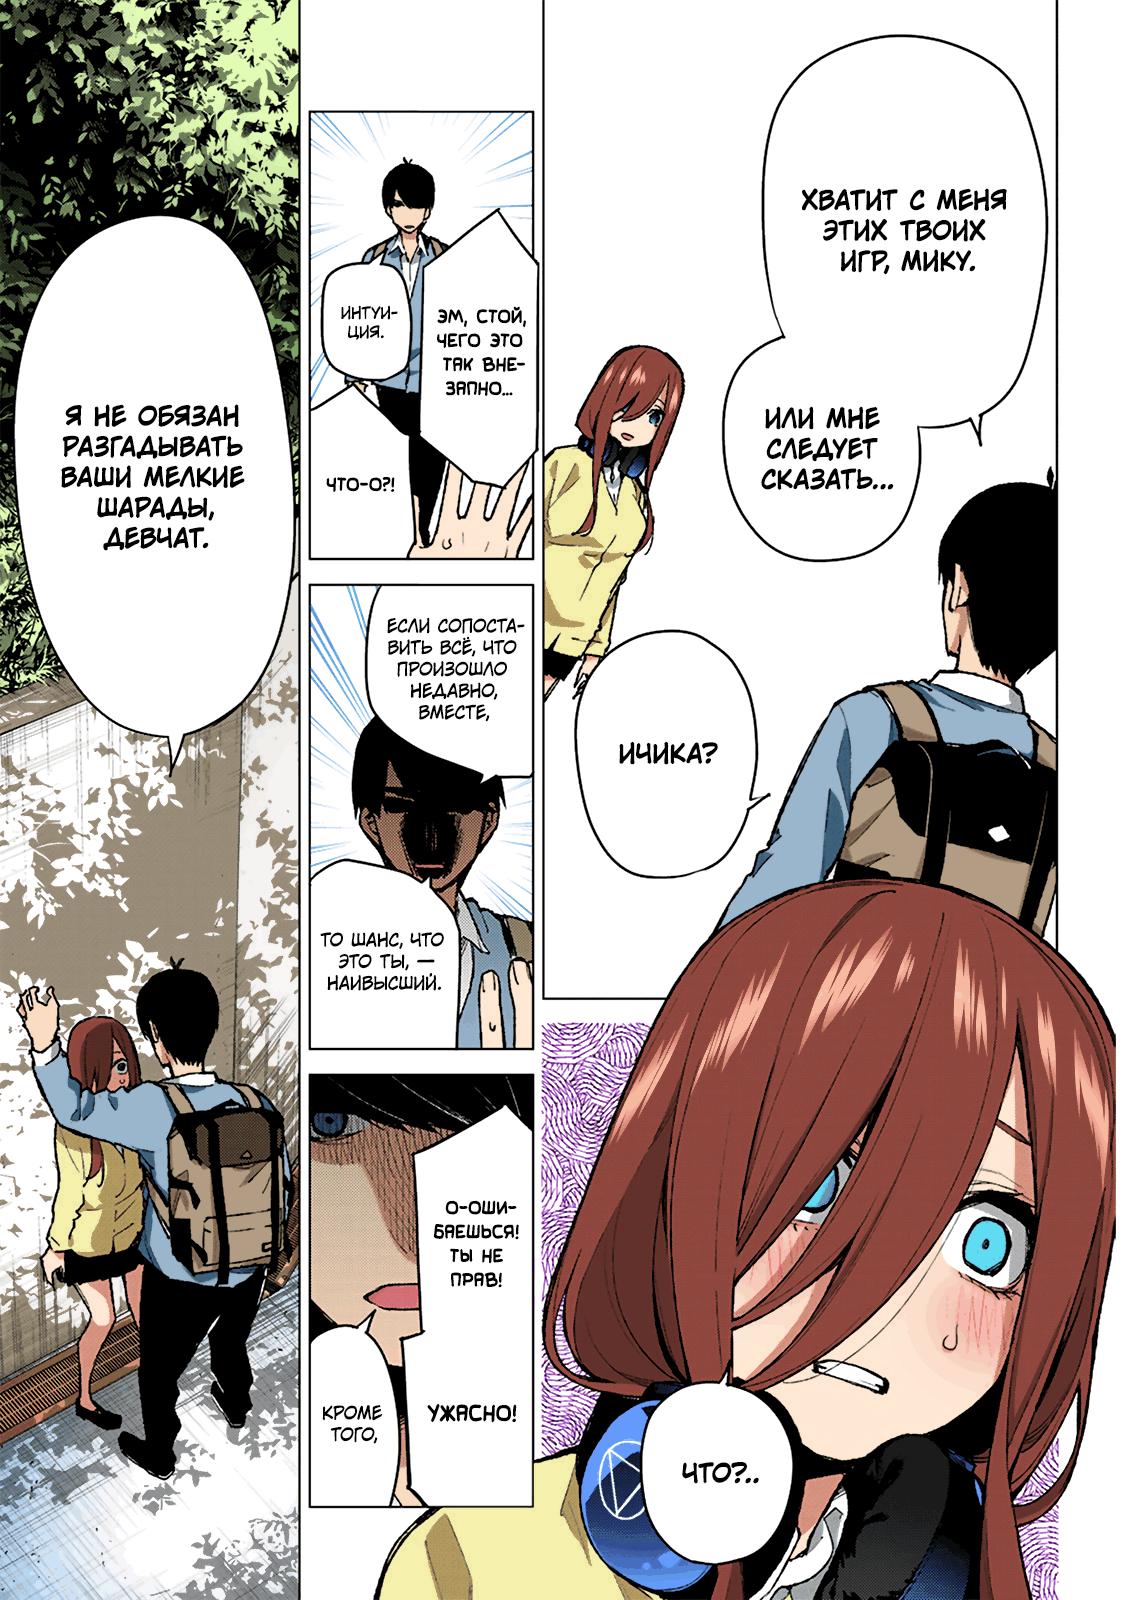 ХВАТИТ С МЕНЯ
ЭТИХ ТВОИХ
ИГР, МИКУ.
ИЛИ МНЕ
СЛЕДУЕТ
СКАЗАТЬ...
ИЧИКА?
ЧТО?..
ЭМ, СТОЙ,
ЧЕГО ЭТО
ТАК ВНЕ-
ЗАПНО...
ИНТУИ-
ЦИЯ.
ЧТО-О?!
ЕСЛИ СОПОСТА-
ВИТЬ ВСЁ, ЧТО
ПРОИЗОШЛО
НЕДАВНО,
ВМЕСТЕ,
ТО ШАНС, ЧТО
ЭТО ТЫ, —
НАИВЫСШИЙ.
О-ОШИ-
БАЕШЬСЯ!
ТЫ НЕ
ПРАВ!
УЖАСНО!
КРОМЕ
ТОГО,
Я НЕ ОБЯЗАН
РАЗГАДЫВАТЬ
ВАШИ МЕЛКИЕ
ШАРАДЫ,
ДЕВЧАТ.